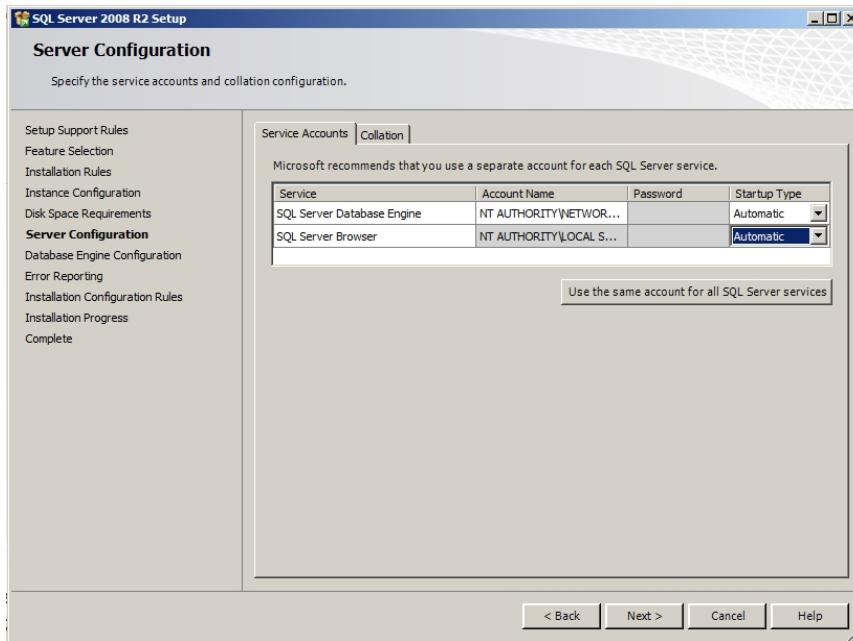 SQL Server 2008 R2 Setup
Server Configuration
Specify the service accounts and collation configuration.
Setup Support Rules
Feature Selection
Installation Rules
Instance Configuration
Disk Space Requirements
Server Configuration
Database Engine Configuration
Error Reporting
Installation Configuration Rules
Installation Progress
Complete
Service Accounts Collation
Microsoft recommends that you use a separate account for each SQL Server service.
Service Account Name Password Startup Type
SQL Server Database Engine NT AUTHORITY\NETWOR... Automatic
SQL Server Browser NT AUTHORITY\LOCAL S... Automatic
Use the same account for all SQL Server services
< Back Next > Cancel Help